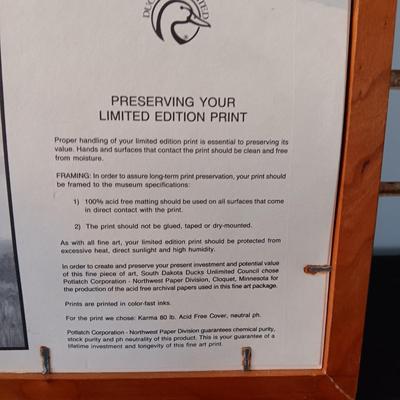 DUCKS UNLIMITED
PRESERVING YOUR
LIMITED EDITION PRINT
Proper handling of your limited edition print is essential to preserving its
value. Hands and surfaces that contact the print should be clean and free
from moisture.
FRAMING: In order to assure long-term print preservation, your print should
be framed to the museum specifications:
1) 100% acid free matting should be used on all surfaces that come
in direct contact with the print.
2) The print should not be glued, taped or dry-mounted.
As with all fine art, your limited edition print should be protected from
excessive heat, direct sunlight and high humidity.
In order to create and preserve your present investment and potential value
of this fine piece of art, South Dakota Ducks Unlimited Council chose
Potlatch Corporation - Northwest Paper Division, Cloquet, Minnesota for
the production of the acid free archival papers used in this fine art package.
Prints are printed in color-fast inks.
For the print we chose: Karma 80 lb. Acid Free Cover, neutral ph.
Potlatch Corporation - Northwest Paper Division guarantees chemical purity,
stock purity and ph neutrality of this product. This is your guarantee of a
lifetime investment and longevity of this fine art print.